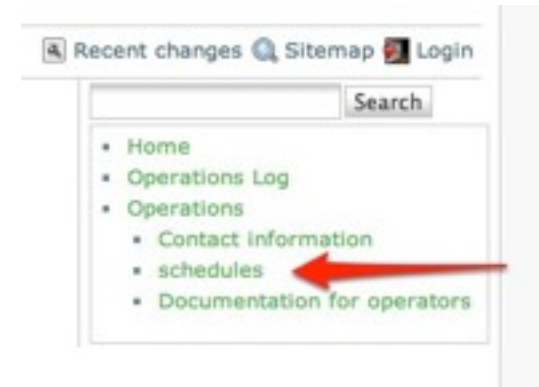 Recent changes Sitemap Login
Search
Home
Operations Log
Operations
Contact information
schedules
Documentation for operators